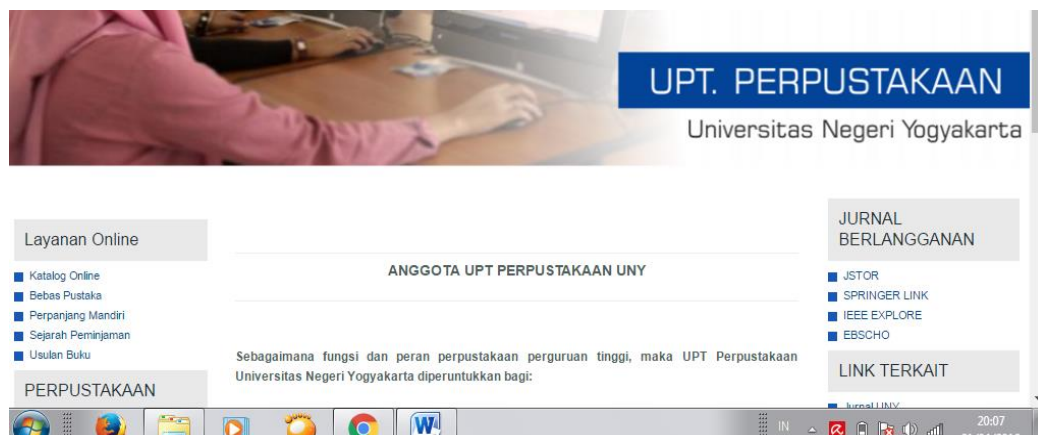 UPT. PERPUSTAKAAN
Universitas Negeri Yogyakarta
Layanan Online
Katalog Online
Bebas Pustaka
Perpanjang Mandiri
Sejarah Peminjaman
Usulan Buku
PERPUSTAKAAN
ANGGOTA UPT PERPUSTAKAAN UNY
Sebagaimana fungsi dan peran perpustakaan perguruan tinggi, maka UPT Perpustakaan
Universitas Negeri Yogyakarta diperuntukkan bagi:
JURNAL
BERLANGGANAN
JSTOR
SPRINGER LINK
IEEE EXPLORE
EBSCHO
LINK TERKAIT
Jurnal UNY
IN
20:07